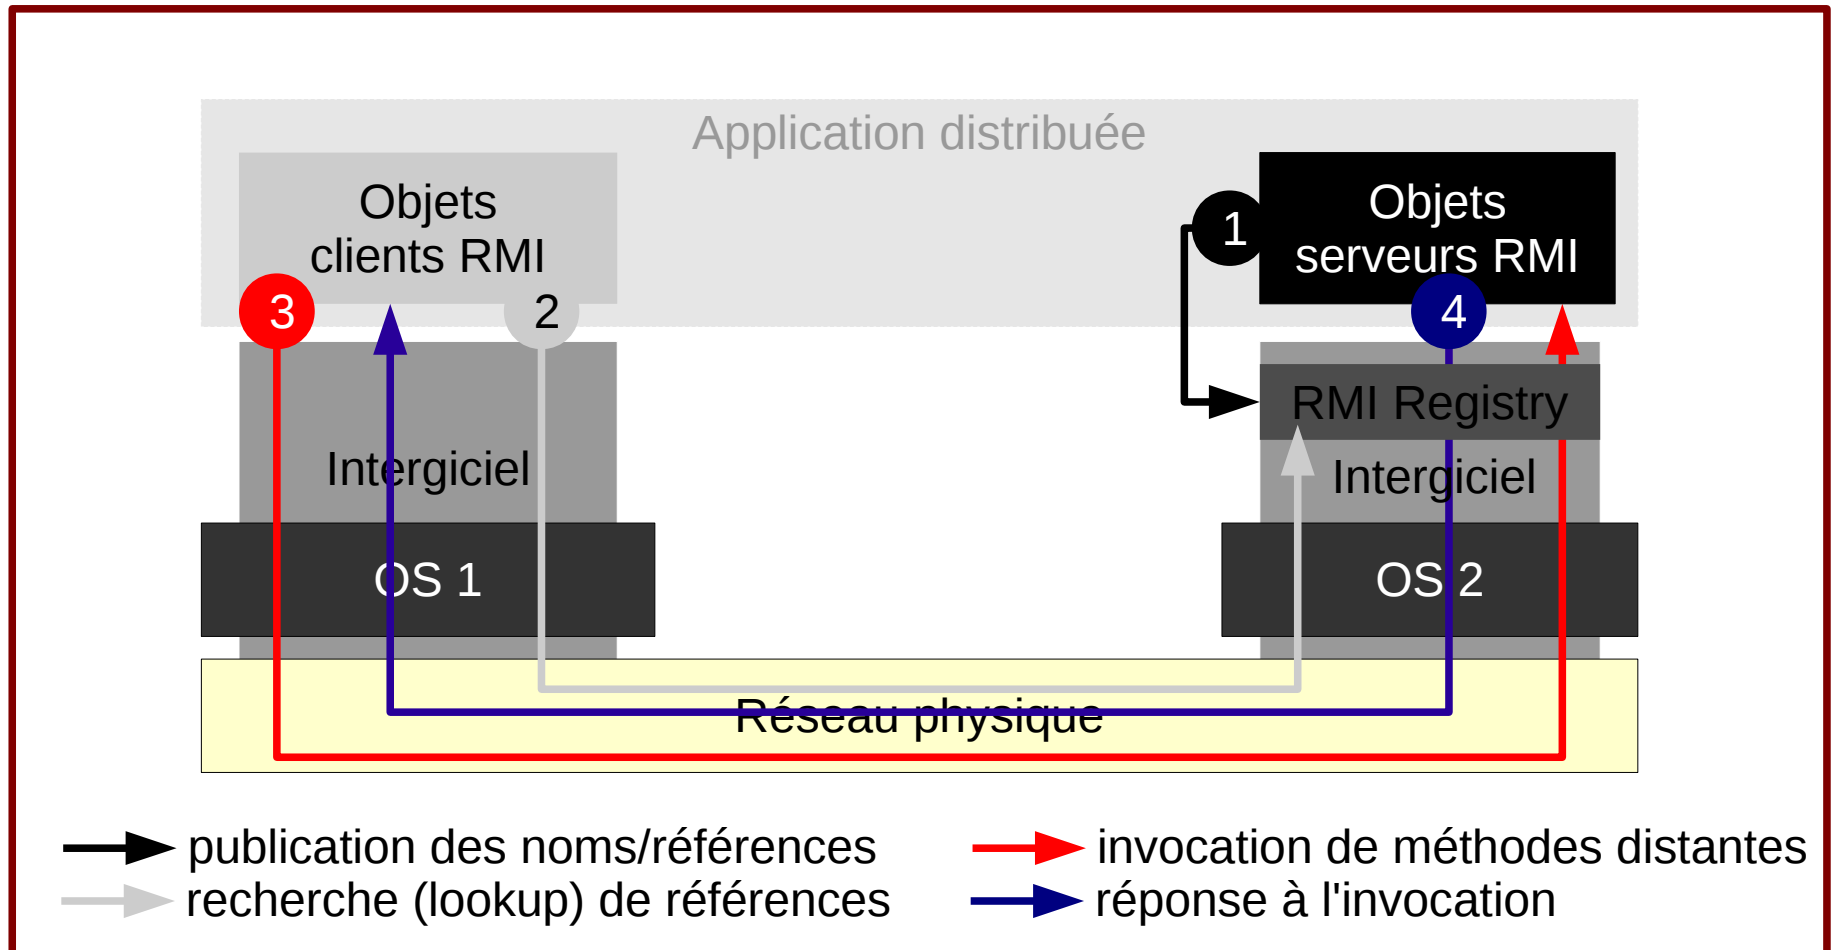 Application distribuée
Objets
clients RMI
Objets
serveurs RMI
1
3
2
4
RMI Registry
Intergiciel
Intergiciel
OS 1
OS 2
Réseau physique
publication des noms/références
invocation de méthodes distantes
recherche (lookup) de références
réponse à l'invocation